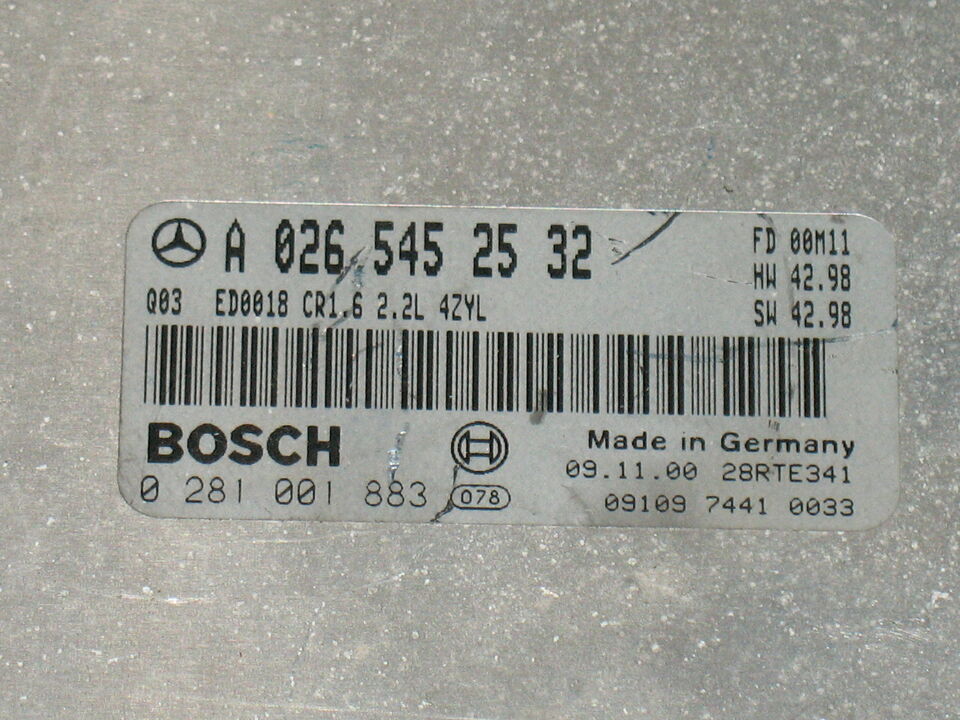 A 026 545 25 32
FD 00M11
HW 42.98
Q03 ED0018 CR1.6 2.2L 4ZYL
SW 42.98
BOSCH
Made in Germany
09.11.00 28RTE341
0 281 001 883 078
09109 7441 0033